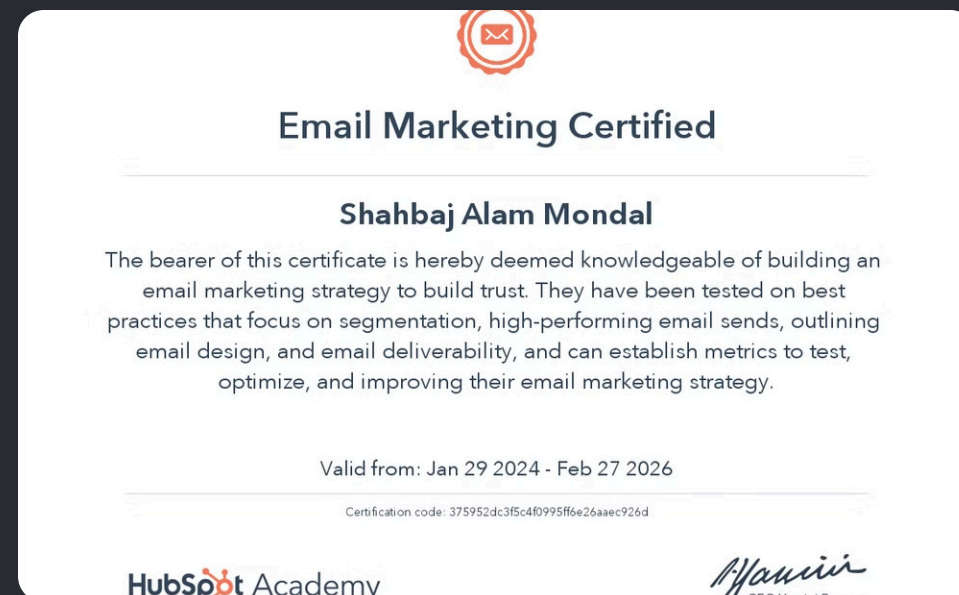 Email Marketing Certified
Shahbaj Alam Mondal
The bearer of this certificate is hereby deemed knowledgeable of building an
email marketing strategy to build trust. They have been tested on best
practices that focus on segmentation, high-performing email sends, outlining
email design, and email deliverability, and can establish metrics to test,
optimize, and improving their email marketing strategy.
Valid from: Jan 29 2024 - Feb 27 2026
Certification code: 375952dc3f5c4f0995ff6e26aaec926d
HubSpot Academy